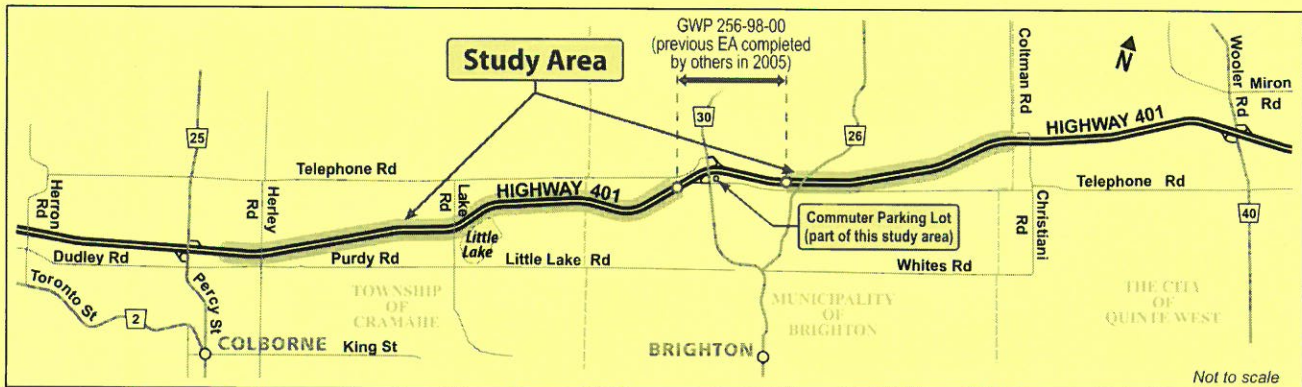 GWP 256-98-00
(previous EA completed
by others in 2005)
Study Area
N
Coltman Rd
Wooler Rd
Miron
Rd
25
30
26
HIGHWAY 401
Telephone Rd
HIGHWAY 401
Telephone Rd
Herron
Rd
Herley
Rd
Lake
Rd
Little
Lake
Commuter Parking Lot
(part of this study area)
Christiani
Rd
40
Dudley Rd
Purdy Rd
Little Lake Rd
Whites Rd
Toronto St
2
Percy St
TOWNSHIP
OF
CRAMAHE
MUNICIPALITY
OF
BRIGHTON
THE CITY
OF
QUINTE WEST
COLBORNE
King St
BRIGHTON
Not to scale